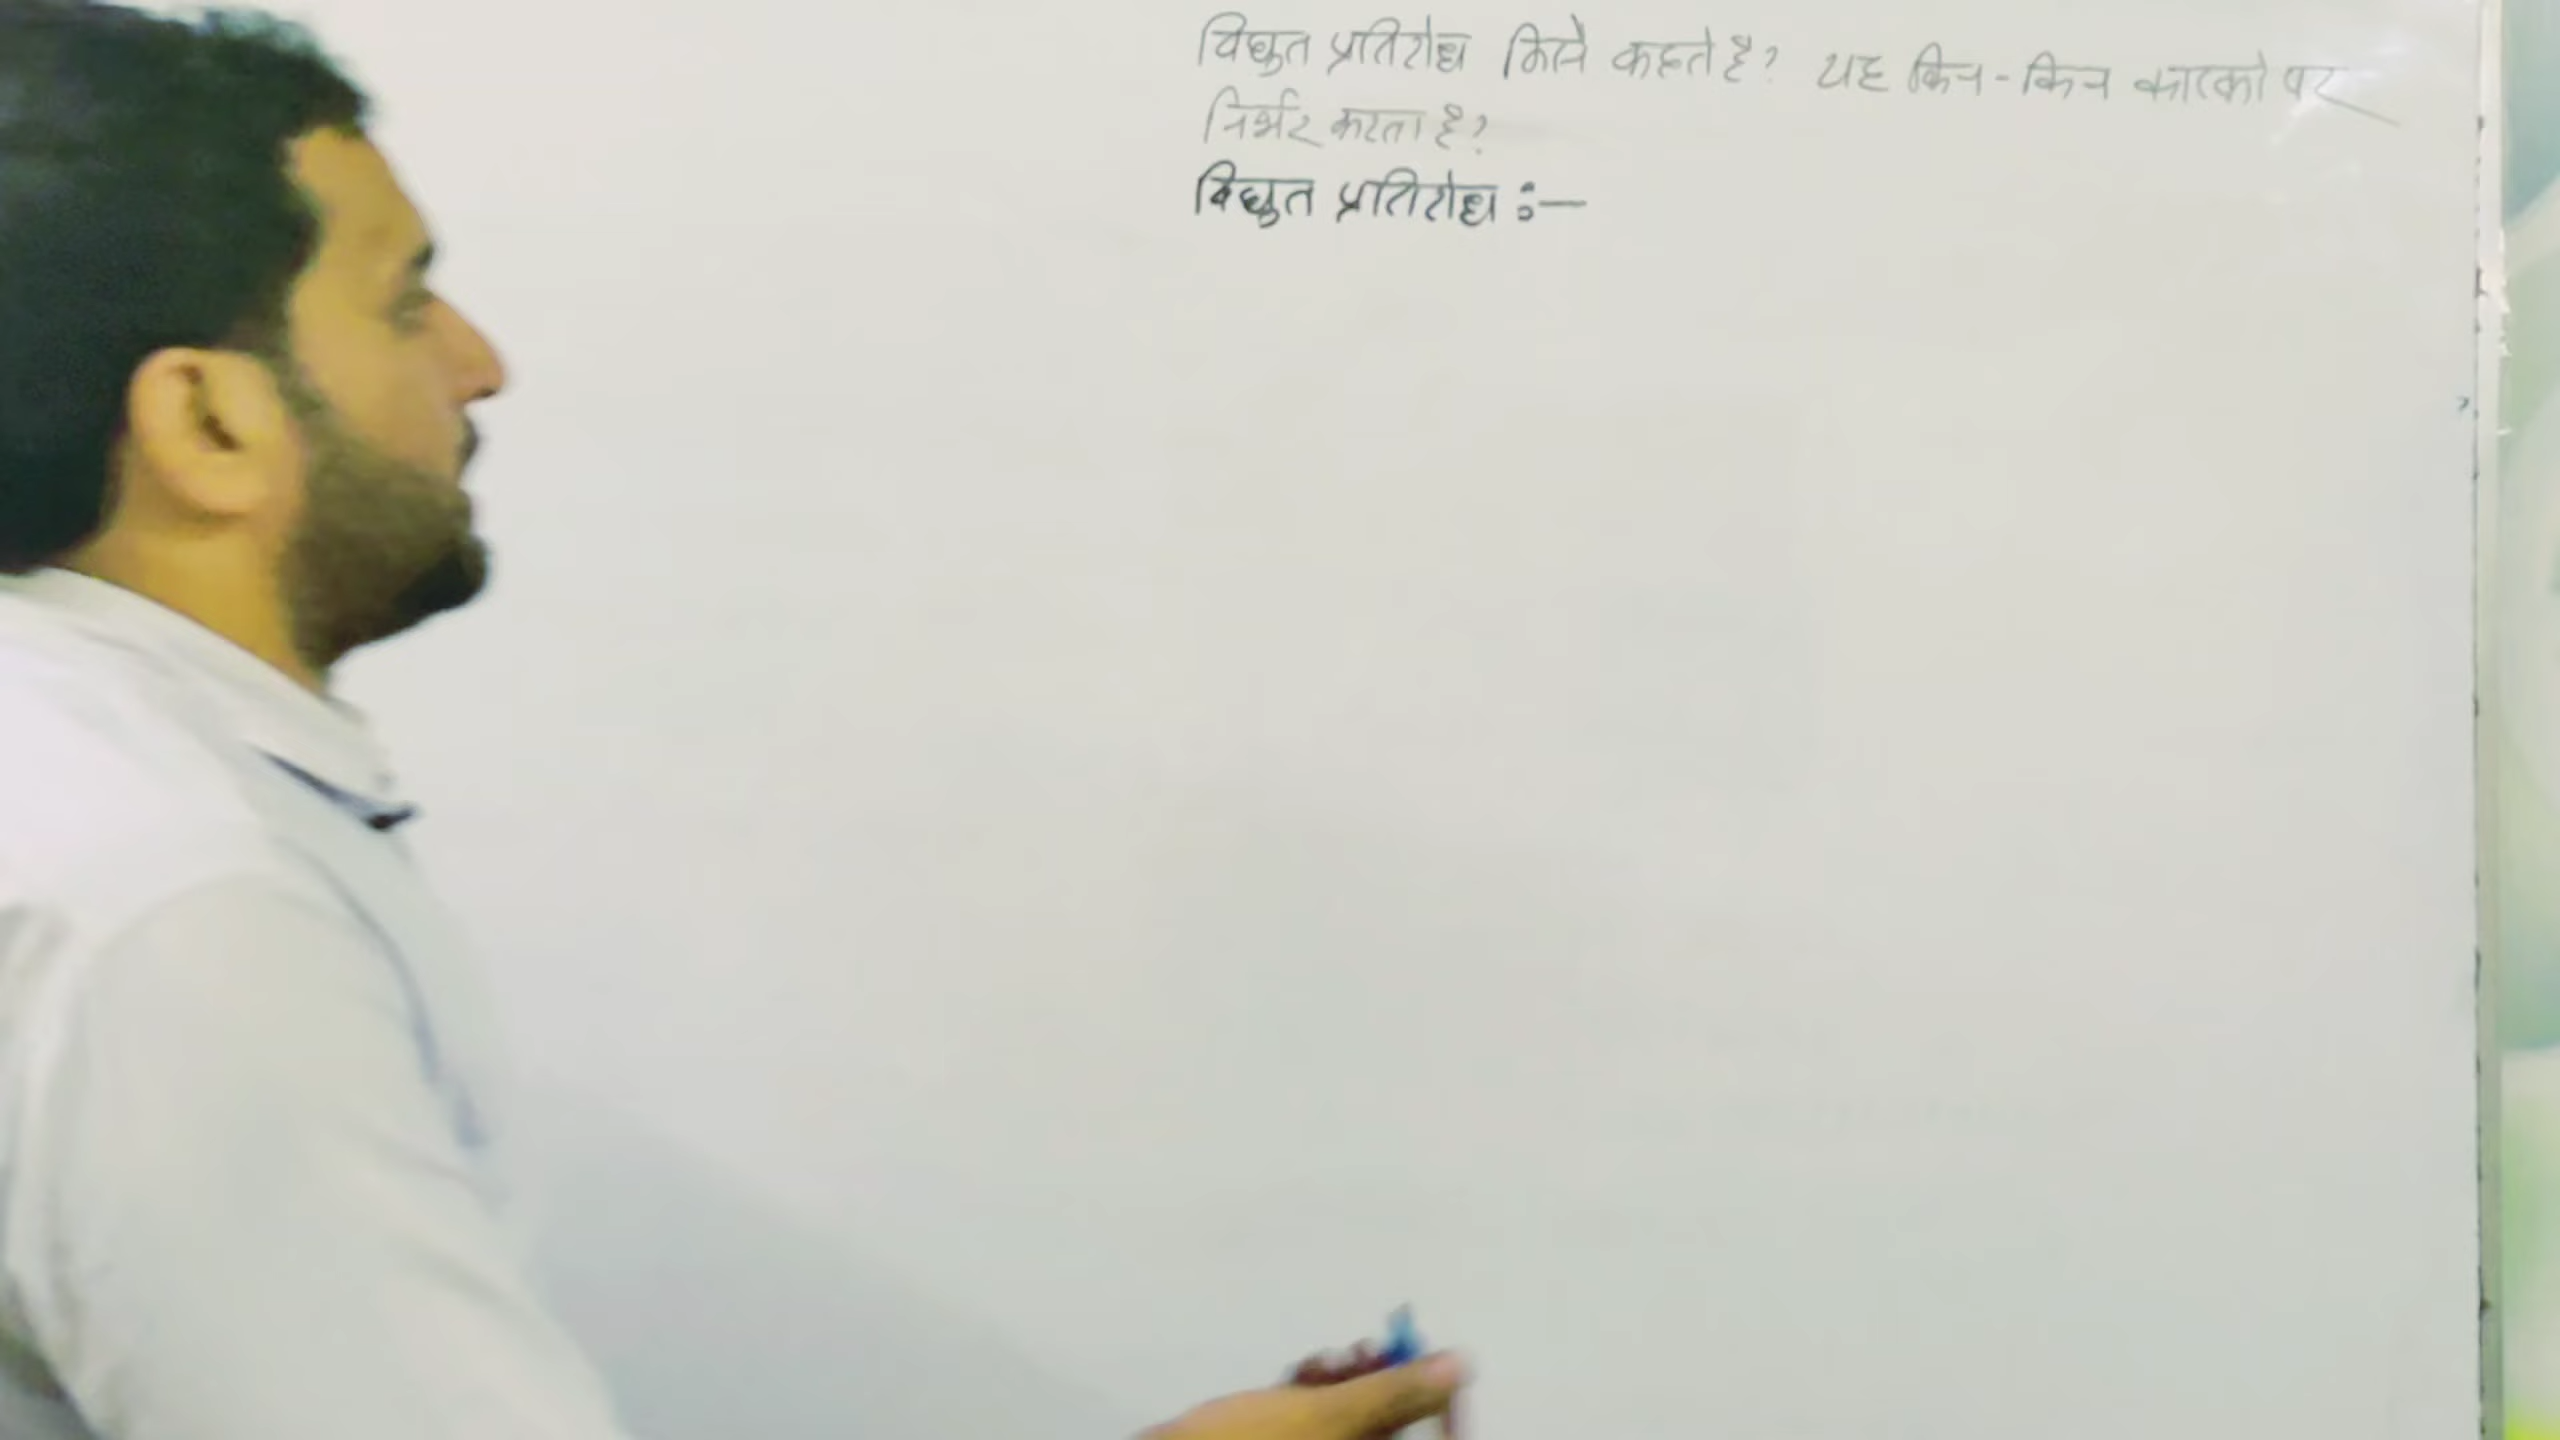 विद्युत प्रतिरोध किसे कहते है? यह किन-किन कारको पर
निर्भर करता है?
विद्युत प्रतिरोध :—